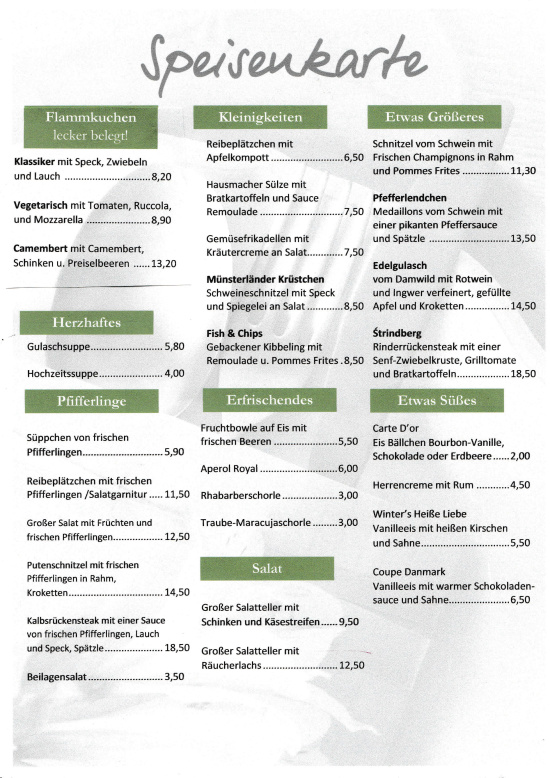 Speisenkarte
Flammkuchen
lecker belegt!
Klassiker mit Speck, Zwiebeln
und Lauch ....................8,20
Vegetarisch mit Tomaten, Ruccola,
und Mozzarella ...............8,90
Camembert mit Camembert,
Schinken u. Preiselbeeren .....13,20
Herzhaftes
Gulaschsuppe.................. 5,80
Hochzeitssuppe................ 4,00
Pfifferlinge
Süppchen von frischen
Pfifferlingen.................... 5,90
Reibeplätzchen mit frischen
Pfifferlingen /Salatgarnitur .... 11,50
Großer Salat mit Früchten und
frischen Pfifferlingen............. 12,50
Putenschnitzel mit frischen
Pfifferlingen in Rahm,
Kroketten....................... 14,50
Kalbsrückensteak mit einer Sauce
von frischen Pfifferlingen, Lauch
und Speck, Spätzle............... 18,50
Beilagensalat................... 3,50
Kleinigkeiten
Reibeplätzchen mit
Apfelkompott ..................6,50
Hausmacher Sülze mit
Bratkartoffeln und Sauce
Remoulade .....................7,50
Gemüsefrikadellen mit
Kräutercreme an Salat.........7,50
Münsterländer Krüstchen
Schweineschnitzel mit Speck
und Spiegelei an Salat .........8,50
Fish & Chips
Gebackener Kibbeling mit
Remoulade u. Pommes Frites .8,50
Erfrischendes
Fruchtbowle auf Eis mit
frischen Beeren ................5,50
Aperol Royal ...................6,00
Rhabarberschorle..............3,00
Traube-Maracujaschorle........3,00
Salat
Großer Salatteller mit
Schinken und Käsestreifen...... 9,50
Großer Salatteller mit
Räucherlachs ................... 12,50
Etwas Größeres
Schnitzel vom Schwein mit
Frischen Champignons in Rahm
und Pommes Frites ............11,30
Pfefferlendchen
Medaillons vom Schwein mit
einer pikanten Pfeffersauce
und Spätzle ....................13,50
Edelgulasch
vom Damwild mit Rotwein
und Ingwer verfeinert, gefüllte
Apfel und Kroketten...........14,50
Strindberg
Rinderrückensteak mit einer
Senf-Zwiebelkruste, Grilltomate
und Bratkartoffeln.............18,50
Etwas Süßes
Carte D’or
Eis Bällchen Bourbon-Vanille,
Schokolade oder Erdbeere .....2,00
Herrencreme mit Rum ........4,50
Winter’s Heiße Liebe
Vanilleeis mit heißen Kirschen
und Sahne.....................5,50
Coupe Danmark
Vanilleeis mit warmer Schokoladen-
sauce und Sahne...............6,50